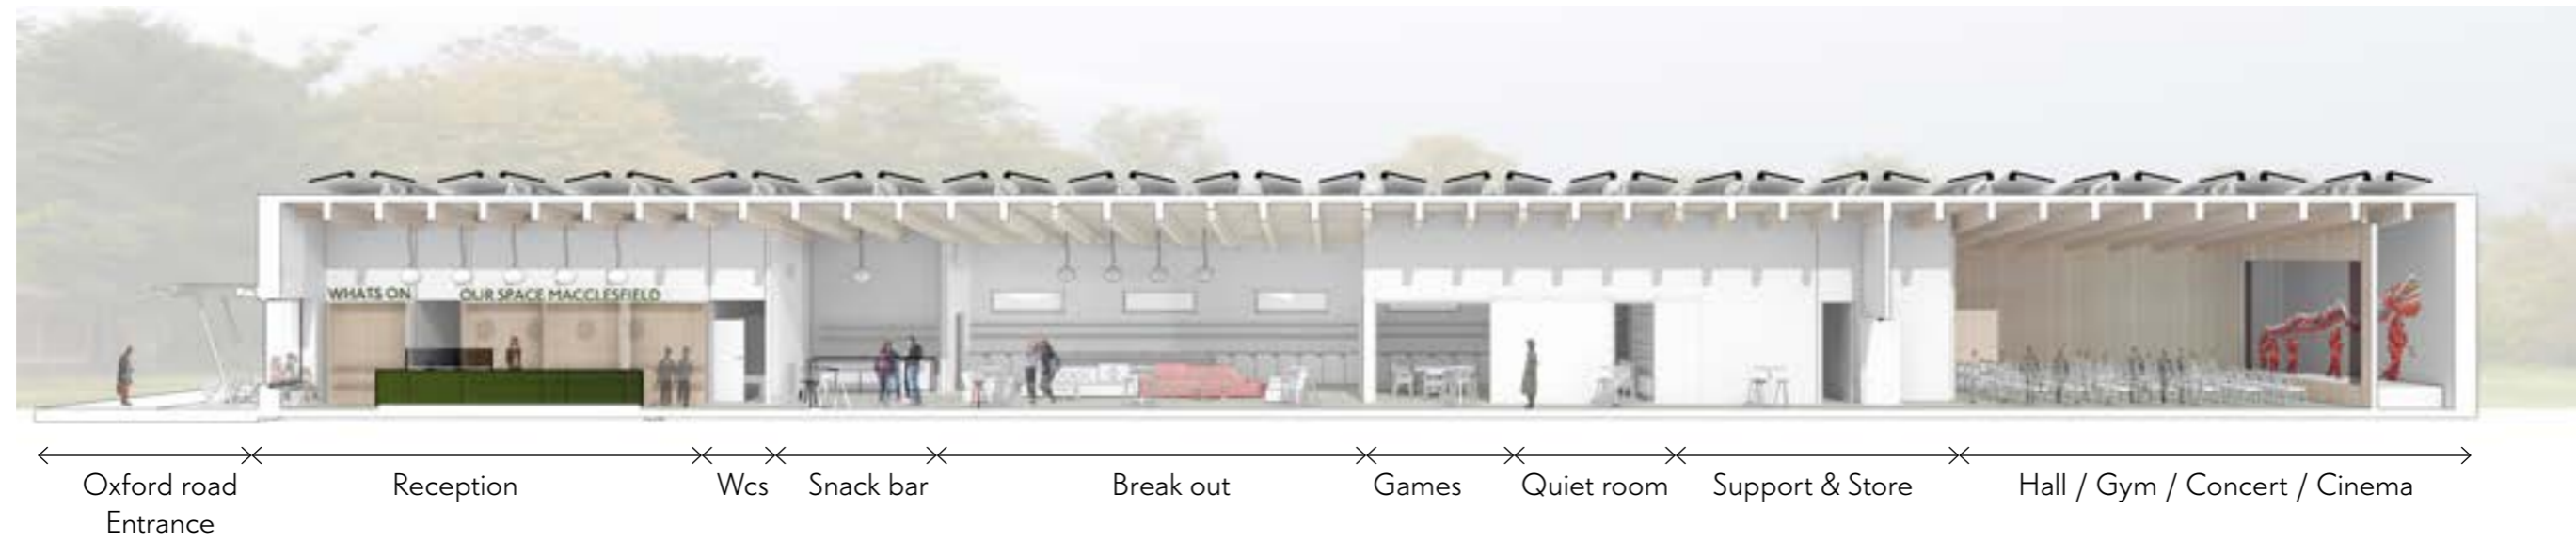 WHATS ON
OUR SPACE MACCLESFIELD
Oxford road
Entrance
Reception
Wcs
Snack bar
Break out
Games
Quiet room
Support & Store
Hall / Gym / Concert / Cinema